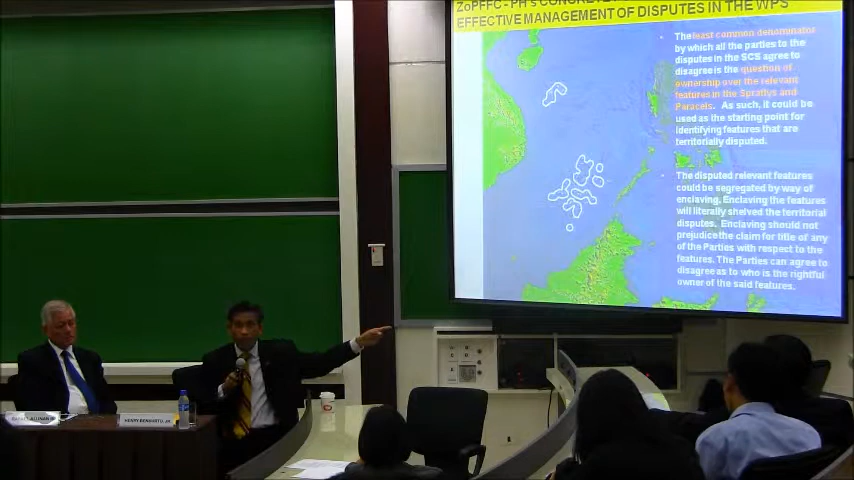 ZoPFFC - PH's CONCRETE
EFFECTIVE MANAGEMENT OF DISPUTES IN THE WPS
The least common denominator
by which all the parties to the
disputes in the SCS agree to
disagree is the question of
ownership over the relevant
features in the Spratlys and
Paracels. As such, it could be
used as the starting point for
identifying features that are
territorially disputed.
The disputed relevant features
could be segregated by way of
enclaving. Enclaving the features
will literally shelved the territorial
disputes. Enclaving should not
prejudice the claim for title of any
of the Parties with respect to the
features. The Parties can agree to
disagree as to who is the rightful
owner of the said features.
HENRY BENSURTO, JR.